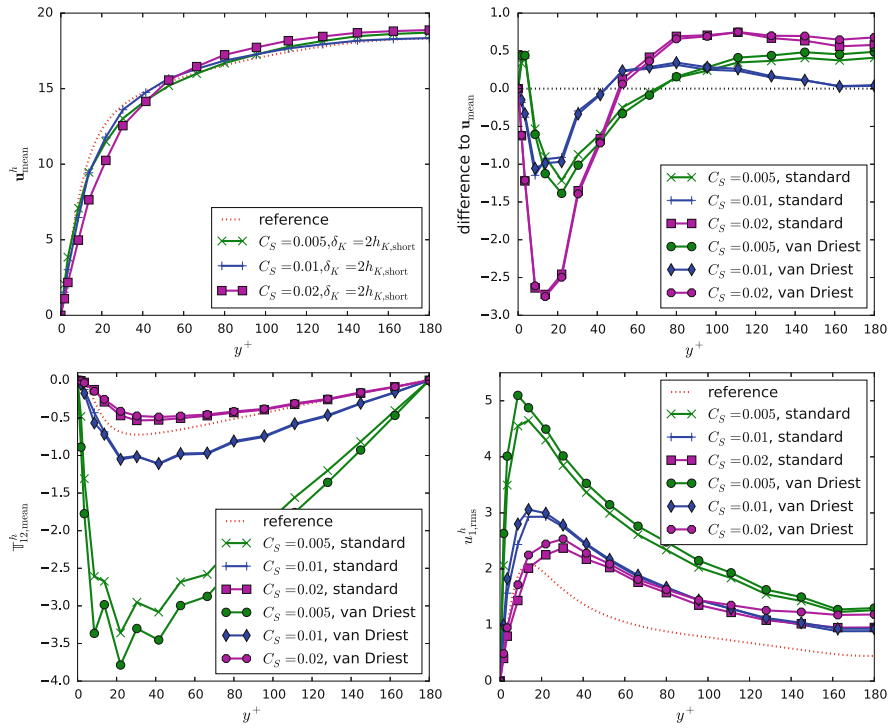 20
15
10
5
0
0 20 40 60 80 100 120 140 160 180
y⁺
𝐮ʰ_mean
reference
C_S = 0.005, δ_K = 2h_{K,short}
C_S = 0.01, δ_K = 2h_{K,short}
C_S = 0.02, δ_K = 2h_{K,short}
1.0
0.5
0.0
−0.5
−1.0
−1.5
−2.0
−2.5
−3.0
0 20 40 60 80 100 120 140 160 180
y⁺
difference to 𝐮_mean
C_S = 0.005, standard
C_S = 0.01, standard
C_S = 0.02, standard
C_S = 0.005, van Driest
C_S = 0.01, van Driest
C_S = 0.02, van Driest
0.0
−0.5
−1.0
−1.5
−2.0
−2.5
−3.0
−3.5
−4.0
0 20 40 60 80 100 120 140 160 180
y⁺
𝕋ʰ_{12,mean}
reference
C_S = 0.005, standard
C_S = 0.01, standard
C_S = 0.02, standard
C_S = 0.005, van Driest
C_S = 0.01, van Driest
C_S = 0.02, van Driest
5
4
3
2
1
0
0 20 40 60 80 100 120 140 160 180
y⁺
uʰ_{1,rms}
reference
C_S = 0.005, standard
C_S = 0.01, standard
C_S = 0.02, standard
C_S = 0.005, van Driest
C_S = 0.01, van Driest
C_S = 0.02, van Driest